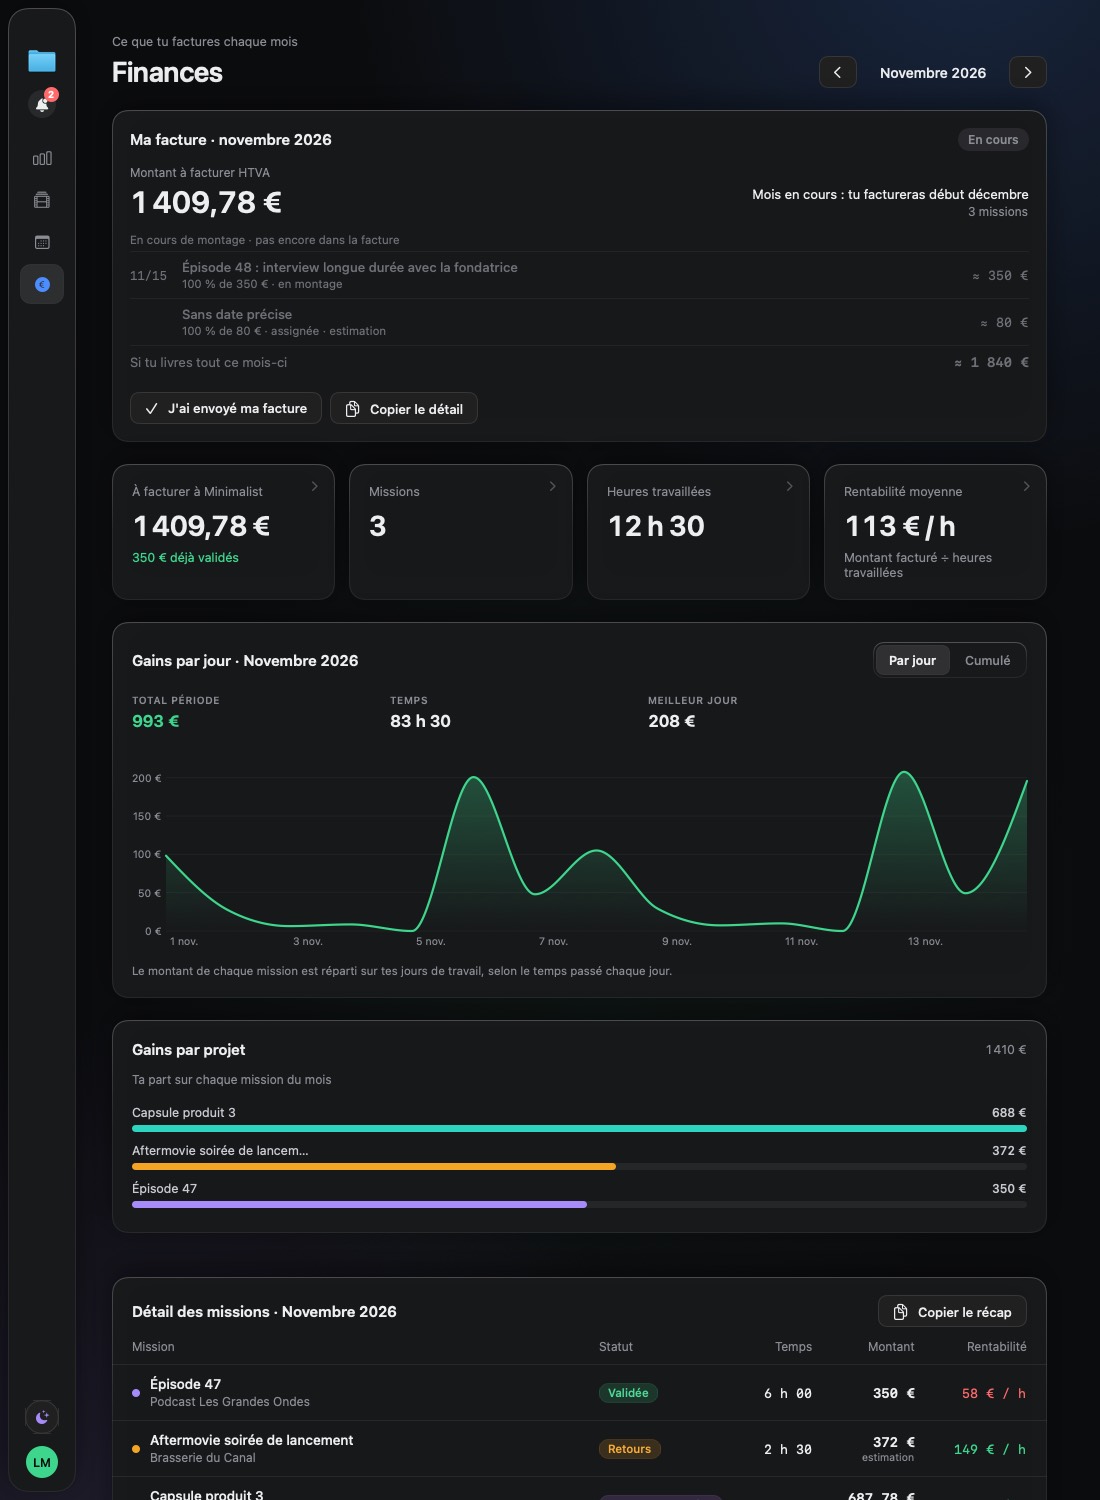 Ce que tu factures chaque mois
Finances
Novembre 2026
2
Ma facture · novembre 2026
En cours
Montant à facturer HTVA
1 409,78 €
Mois en cours : tu factureras début décembre
3 missions
En cours de montage · pas encore dans la facture
11/15
Épisode 48 : interview longue durée avec la fondatrice
100 % de 350 € · en montage
≈ 350 €
Sans date précise
100 % de 80 € · assignée · estimation
≈ 80 €
Si tu livres tout ce mois-ci
≈ 1 840 €
J'ai envoyé ma facture
Copier le détail
À facturer à Minimalist
1 409,78 €
350 € déjà validés
Missions
3
Heures travaillées
12 h 30
Rentabilité moyenne
113 € / h
Montant facturé ÷ heures
travaillées
Gains par jour · Novembre 2026
Par jour
Cumulé
TOTAL PÉRIODE
993 €
TEMPS
83 h 30
MEILLEUR JOUR
208 €
200 €
150 €
100 €
50 €
0 €
1 nov.
3 nov.
5 nov.
7 nov.
9 nov.
11 nov.
13 nov.
Le montant de chaque mission est réparti sur tes jours de travail, selon le temps passé chaque jour.
Gains par projet
1 410 €
Ta part sur chaque mission du mois
Capsule produit 3
688 €
Aftermovie soirée de lancem...
372 €
Épisode 47
350 €
Détail des missions · Novembre 2026
Copier le récap
Mission
Statut
Temps
Montant
Rentabilité
Épisode 47
Podcast Les Grandes Ondes
Validée
6 h 00
350 €
58 € / h
Aftermovie soirée de lancement
Brasserie du Canal
Retours
2 h 30
372 €
estimation
149 € / h
Capsule produit 3
687,78 €
LM